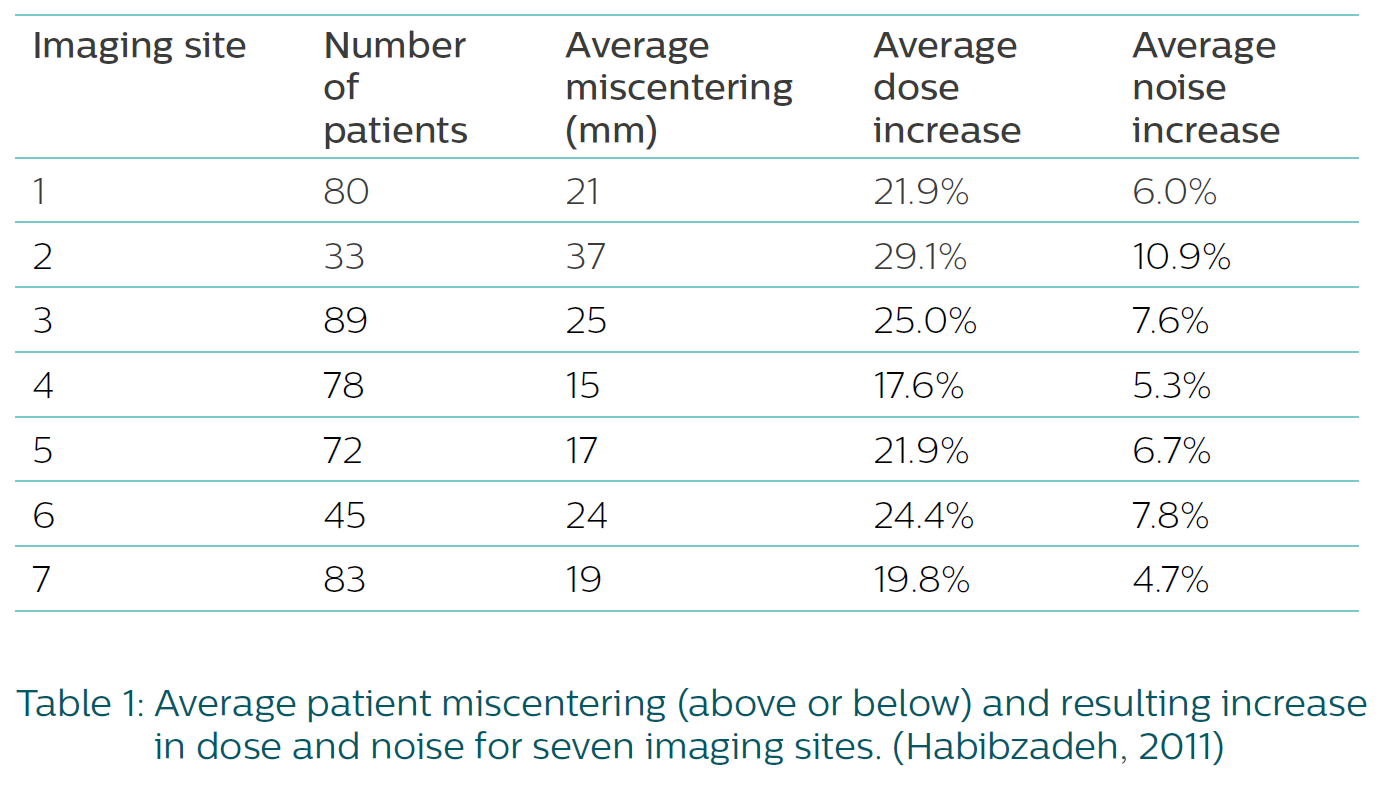 Imaging site Number of patients Average miscentering (mm) Average dose increase Average noise increase
1 80 21 21.9% 6.0%
2 33 37 29.1% 10.9%
3 89 25 25.0% 7.6%
4 78 15 17.6% 5.3%
5 72 17 21.9% 6.7%
6 45 24 24.4% 7.8%
7 83 19 19.8% 4.7%
Table 1: Average patient miscentering (above or below) and resulting increase
in dose and noise for seven imaging sites. (Habibzadeh, 2011)